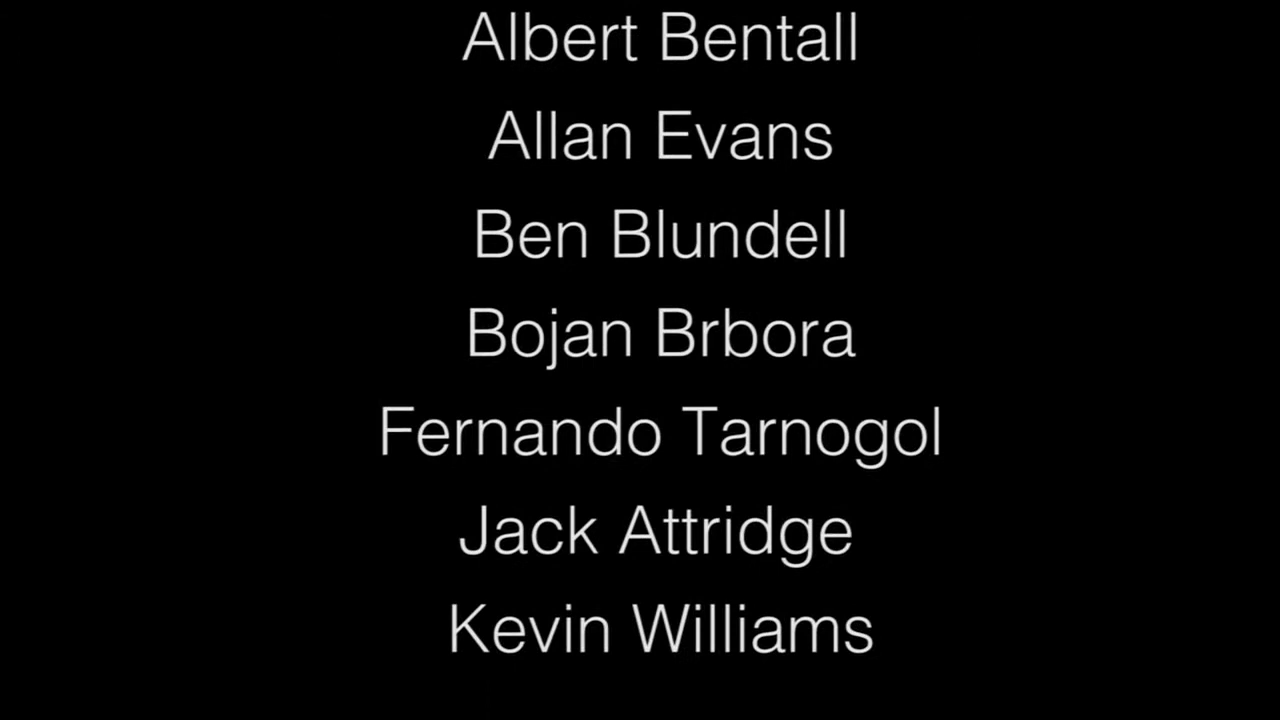 Albert Bentall
Allan Evans
Ben Blundell
Bojan Brbora
Fernando Tarnogol
Jack Attridge
Kevin Williams